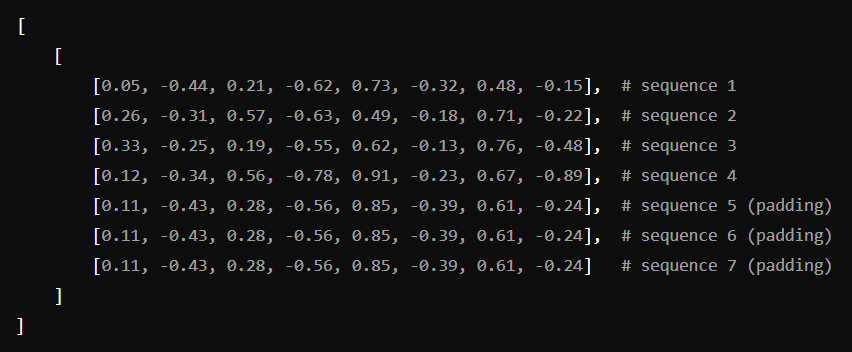 [
[
[0.05, -0.44, 0.21, -0.62, 0.73, -0.32, 0.48, -0.15],  # sequence 1
[0.26, -0.31, 0.57, -0.63, 0.49, -0.18, 0.71, -0.22],  # sequence 2
[0.33, -0.25, 0.19, -0.55, 0.62, -0.13, 0.76, -0.48],  # sequence 3
[0.12, -0.34, 0.56, -0.78, 0.91, -0.23, 0.67, -0.89],  # sequence 4
[0.11, -0.43, 0.28, -0.56, 0.85, -0.39, 0.61, -0.24],  # sequence 5 (padding)
[0.11, -0.43, 0.28, -0.56, 0.85, -0.39, 0.61, -0.24],  # sequence 6 (padding)
[0.11, -0.43, 0.28, -0.56, 0.85, -0.39, 0.61, -0.24]   # sequence 7 (padding)
]
]